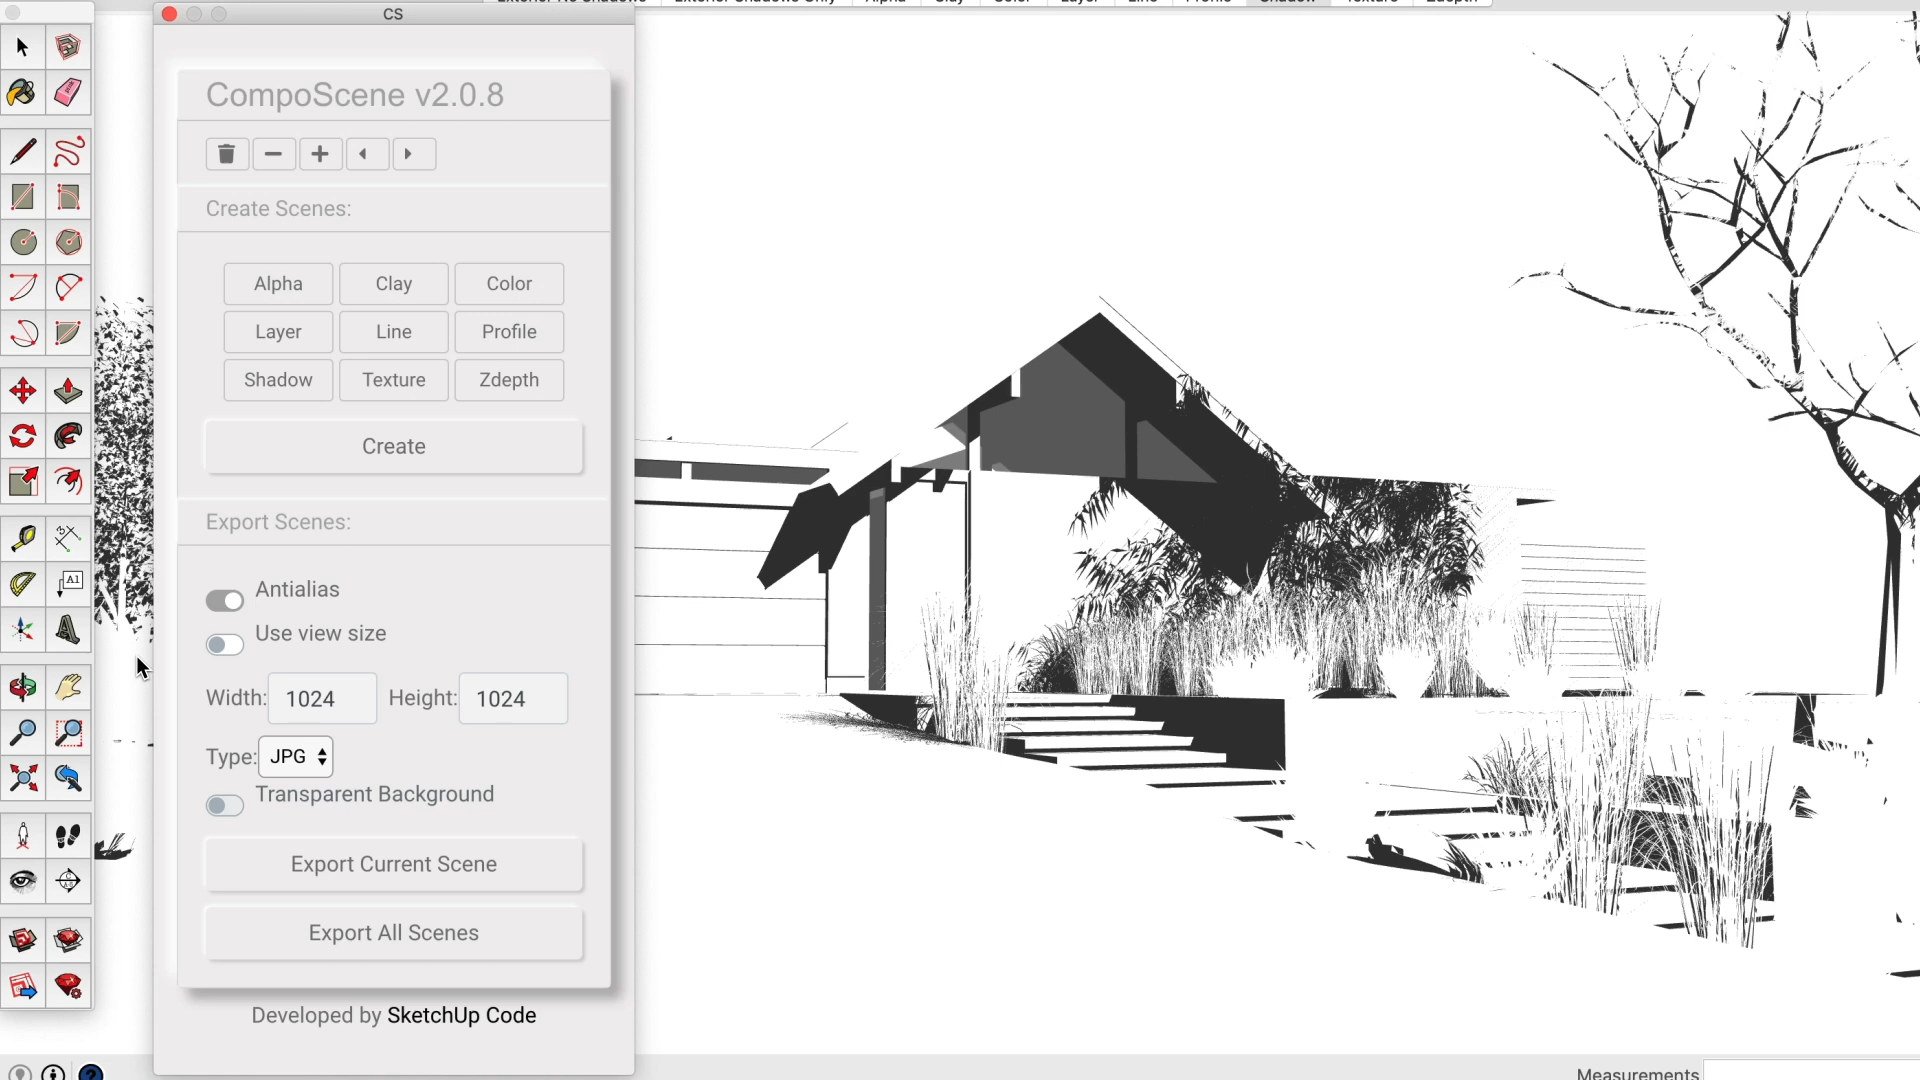 CS
CompoScene v2.0.8
Create Scenes:
Alpha Clay Color
Layer Line Profile
Shadow Texture Zdepth
Create
Export Scenes:
Antialias
Use view size
Width: 1024 Height: 1024
Type: JPG
Transparent Background
Export Current Scene
Export All Scenes
Developed by SketchUp Code
A1
Measurements